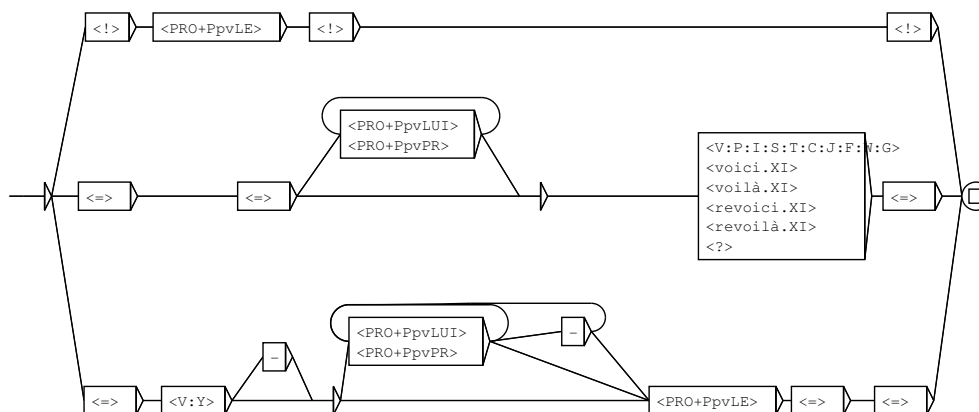 <!> <PRO+PpvLE> <!> <!>
<PRO+PpvLUI>
<PRO+PpvPR>
<=> <=>
<V:P:I:S:T:C:J:F:W:G>
<voici.XI>
<voilà.XI>
<revoici.XI>
<revoilà.XI>
<?>
<=>
<PRO+PpvLUI>
<PRO+PpvPR>
-
-
<=> <V:Y> <PRO+PpvLE> <=> <=>